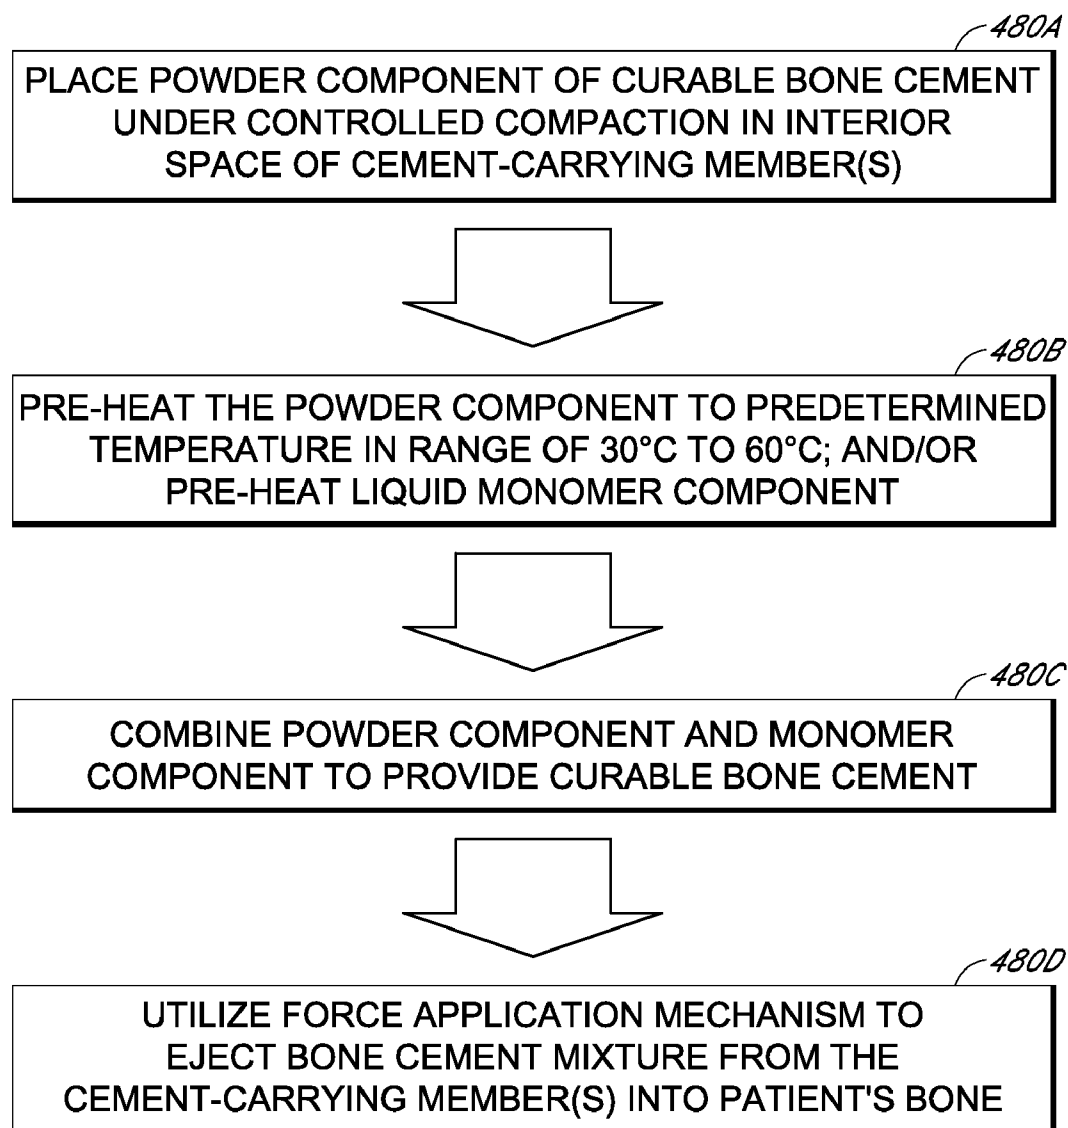 480A
PLACE POWDER COMPONENT OF CURABLE BONE CEMENT
UNDER CONTROLLED COMPACTION IN INTERIOR
SPACE OF CEMENT-CARRYING MEMBER(S)
480B
PRE-HEAT THE POWDER COMPONENT TO PREDETERMINED
TEMPERATURE IN RANGE OF 30°C TO 60°C; AND/OR
PRE-HEAT LIQUID MONOMER COMPONENT
480C
COMBINE POWDER COMPONENT AND MONOMER
COMPONENT TO PROVIDE CURABLE BONE CEMENT
480D
UTILIZE FORCE APPLICATION MECHANISM TO
EJECT BONE CEMENT MIXTURE FROM THE
CEMENT-CARRYING MEMBER(S) INTO PATIENT'S BONE